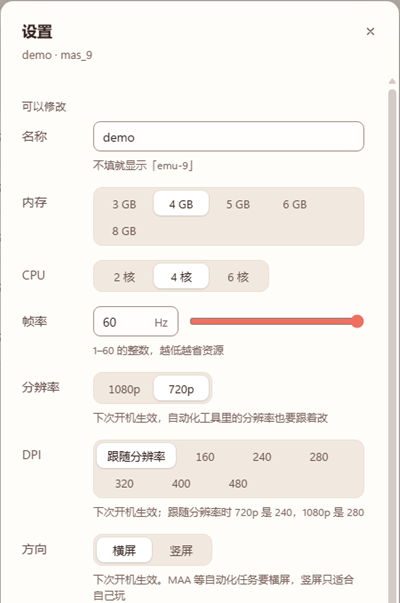 设置
demo · mas_9
可以修改
名称
demo
不填就显示「emu-9」
内存
3 GB 4 GB 5 GB 6 GB
8 GB
CPU
2 核 4 核 6 核
帧率
60 Hz
1–60 的整数，越低越省资源
分辨率
1080p 720p
下次开机生效，自动化工具里的分辨率也要跟着改
DPI
跟随分辨率 160 240 280
320 400 480
下次开机生效；跟随分辨率时 720p 是 240，1080p 是 280
方向
横屏 竖屏
下次开机生效。MAA 等自动化任务要横屏，竖屏只适合
自己玩